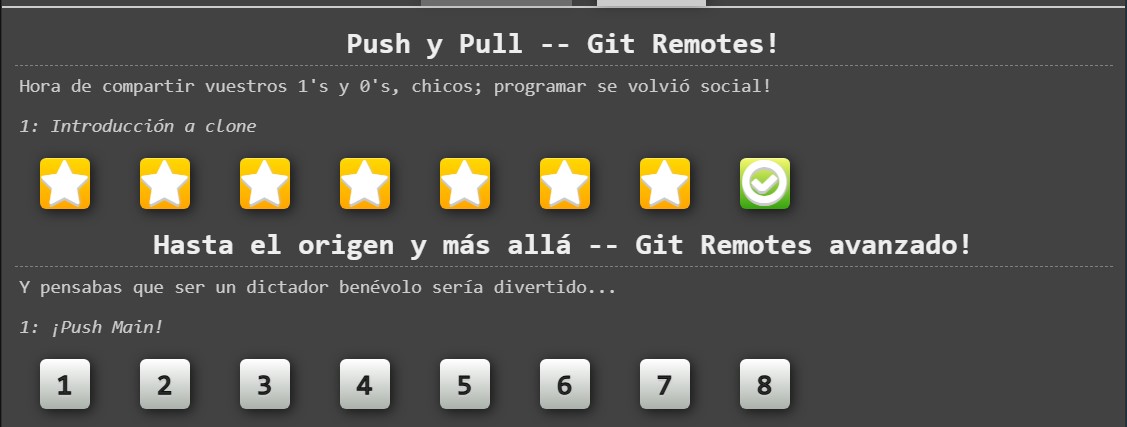 Push y Pull -- Git Remotes!
Hora de compartir vuestros 1's y 0's, chicos; programar se volvió social!
1: Introducción a clone
Hasta el origen y más allá -- Git Remotes avanzado!
Y pensabas que ser un dictador benévolo sería divertido...
1: ¡Push Main!
1 2 3 4 5 6 7 8